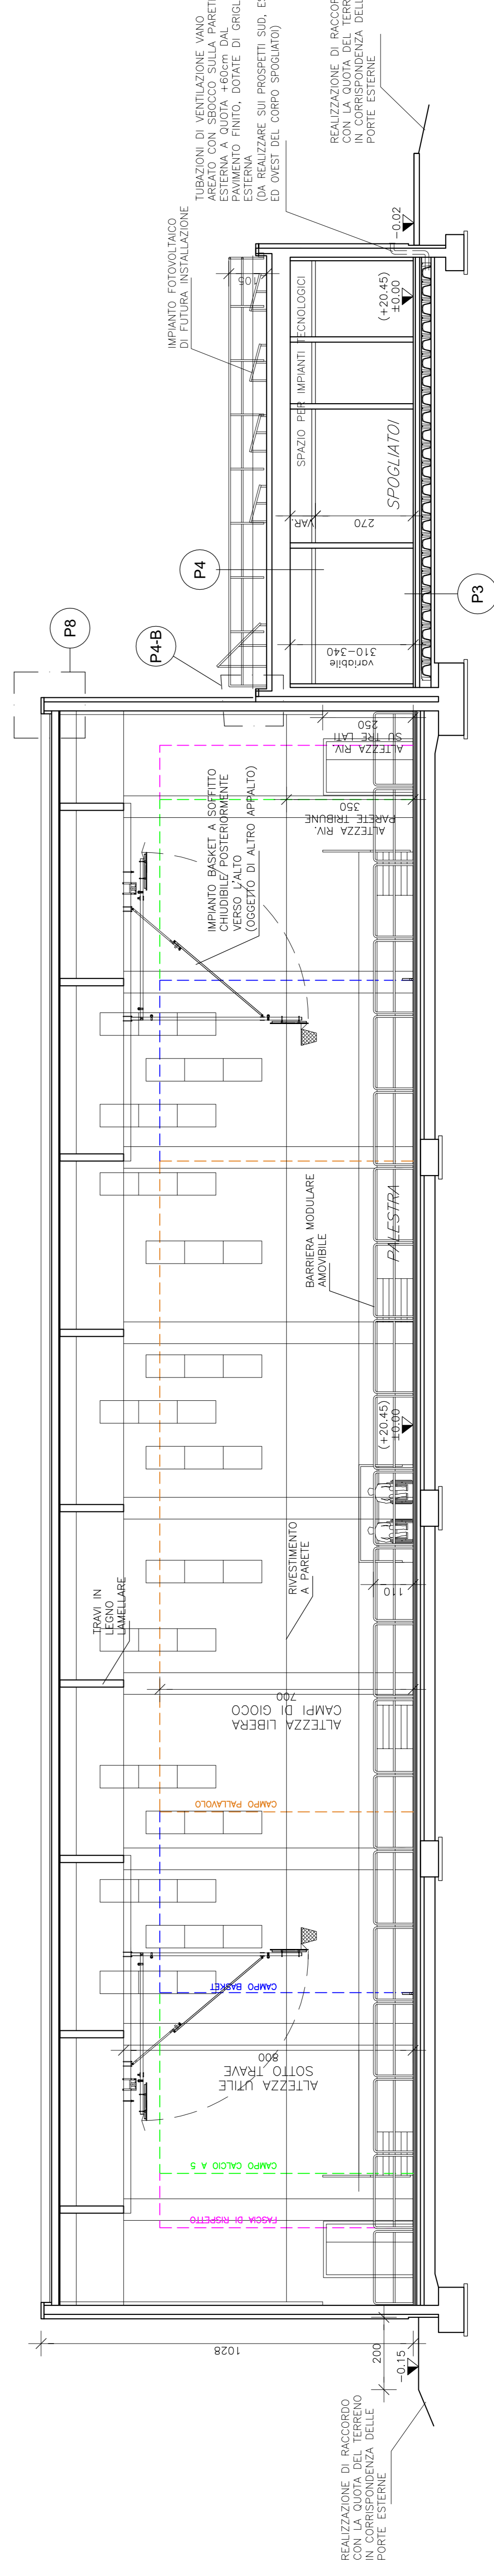 TUBAZIONI DI VENTILAZIONE VANO
AREATO CON SBOCCO SULLA PARETE
ESTERNA A QUOTA +60cm DAL
PAVIMENTO FINITO, DOTATE DI
ESTERNA
(DA REALIZZARE SUI PROSPETTI SUD,
ED OVEST DEL CORPO SPOGLIATOI)
REALIZZAZIONE DI
CON LA QUOTA DEL
IN CORRISPONDENZA
PORTE ESTERNE
IMPIANTO FOTOVOLTAICO
DI FUTURA INSTALLAZIONE
-0.02
105
(+20.45)
±0.00
SPAZIO PER IMPIANTI TECNOLOGICI
SPOGLIATOI
VAR.
270
P4
P3
variabile
310-340
P8
P4-B
ALTEZZA RIV.
SU TRE LATI
250
ALTEZZA RIV.
PARETE TRIBUNE
350
IMPIANTO BASKET A SOFFITTO
CHIUDIBILE POSTERIORMENTE
VERSO L'ALTO
(OGGETTO DI ALTRO APPALTO)
BARRIERA MODULARE
AMOVIBILE
PALESTRA
(+20.45)
±0.00
RIVESTIMENTO
A PARETE
110
TRAVI IN
LEGNO
LAMELLARE
ALTEZZA LIBERA
CAMPI DI GIOCO
700
CAMPO PALLAVOLO
CAMPO BASKET
ALTEZZA UTILE
SOTTO TRAVE
800
CAMPO CALCIO A 5
FASCIA DI RISPETTO
1028
200
-0.15
REALIZZAZIONE DI RACCORDO
CON LA QUOTA DEL TERRENO
IN CORRISPONDENZA DELLE
PORTE ESTERNE